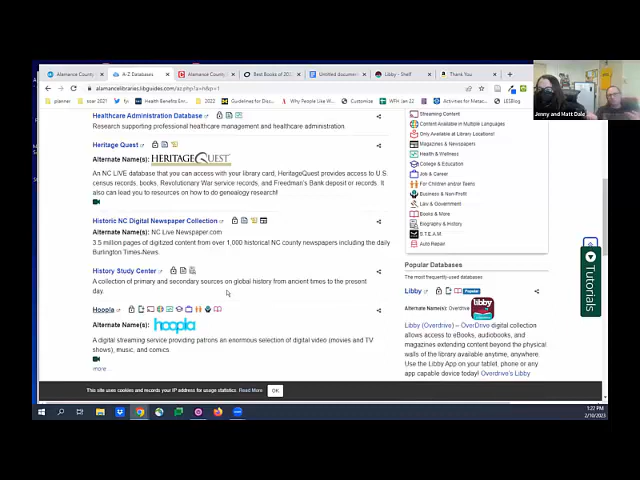 Alamance County
A-Z Databases
Alamance County
Best Books of 20
Untitled documen
Libby - Shelf
Thank You
alamancelibraries.libguides.com/az.php?a=n&p=1
planner
star 2021
Health Benefits Enr
2022
Guidelines for Disc
Why People Like
Custom Create
WFH Jan 22
Activities for Metac
LEBlog
Jenny and Matt Dale
Healthcare Administration Database
Research supporting professional healthcare management and healthcare administration.
Heritage Quest
Alternate Name(s): HERITAGEQUEST
An NC LIVE database that you can access with your library card, HeritageQuest provides access to U.S.
census records, books, Revolutionary War service records, and Freedman's Bank deposit or records. It
also can lead you to resources on how to do genealogy research!
Historic NC Digital Newspaper Collection
Alternate Name(s): NC Live Newspaper.com
3.5 million pages of digitized content from over 1,000 historical NC county newspapers including the daily
Burlington Times-News.
History Study Center
A collection of primary and secondary sources on global history from ancient times to the present
day.
Hoopla
Alternate Name(s): hoopla
A digital streaming service providing patrons an enormous selection of digital video (movies and TV
shows), music, and comics
more...
Streaming Content
Content Available in Multiple Languages
Only Available at Library Locations!
Magazines & Newspapers
Health & Wellness
College & Education
Job & Career
For Children and/or Teens
Business & Non-Profit
Law & Government
Books & More
Biography & History
S.T.E.A.M.
Auto Repair
Popular Databases
The most frequently-used databases
Libby
Popular
Alternate Name(s): Overdrive
Libby
Libby (Overdrive) – OverDrive digital collection
allows access to eBooks, audiobooks, and
magazines extending content beyond the physical
walls of the library available anytime, anywhere.
Use the Libby App on your tablet, phone or any
app capable device today! Overdrive's Libby
Tutorials
This site uses cookies and records your IP address for usage statistics. Read More
OK
1:22 PM
2/10/2023